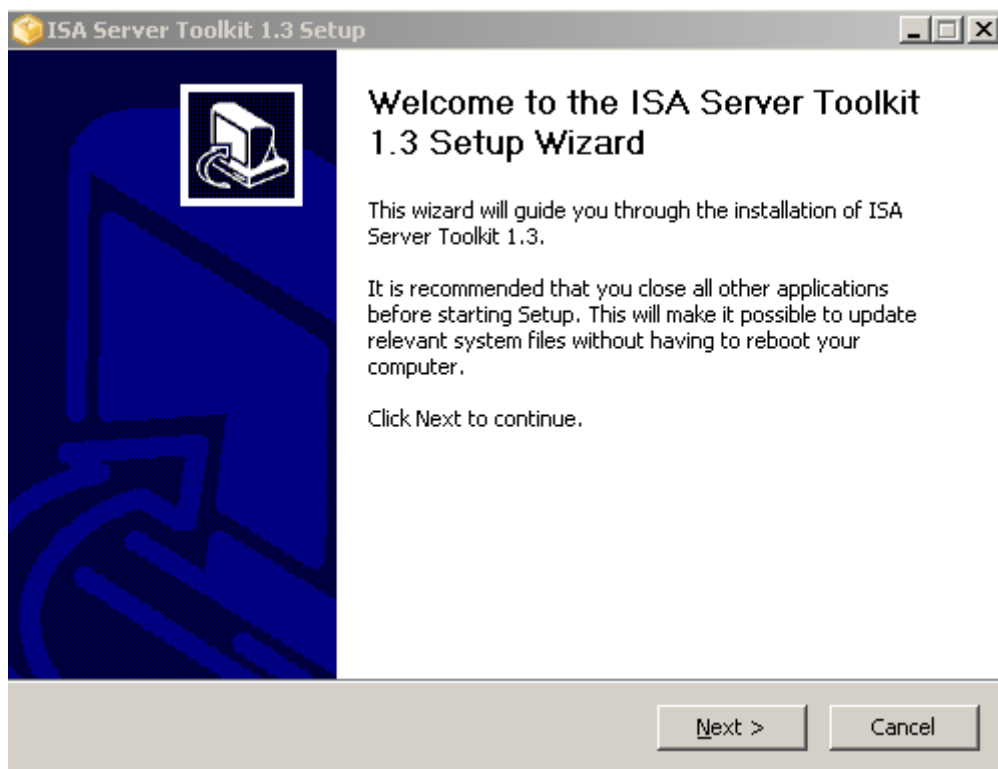 ISA Server Toolkit 1.3 Setup
Welcome to the ISA Server Toolkit
1.3 Setup Wizard
This wizard will guide you through the installation of ISA
Server Toolkit 1.3.
It is recommended that you close all other applications
before starting Setup. This will make it possible to update
relevant system files without having to reboot your
computer.
Click Next to continue.
Next >
Cancel